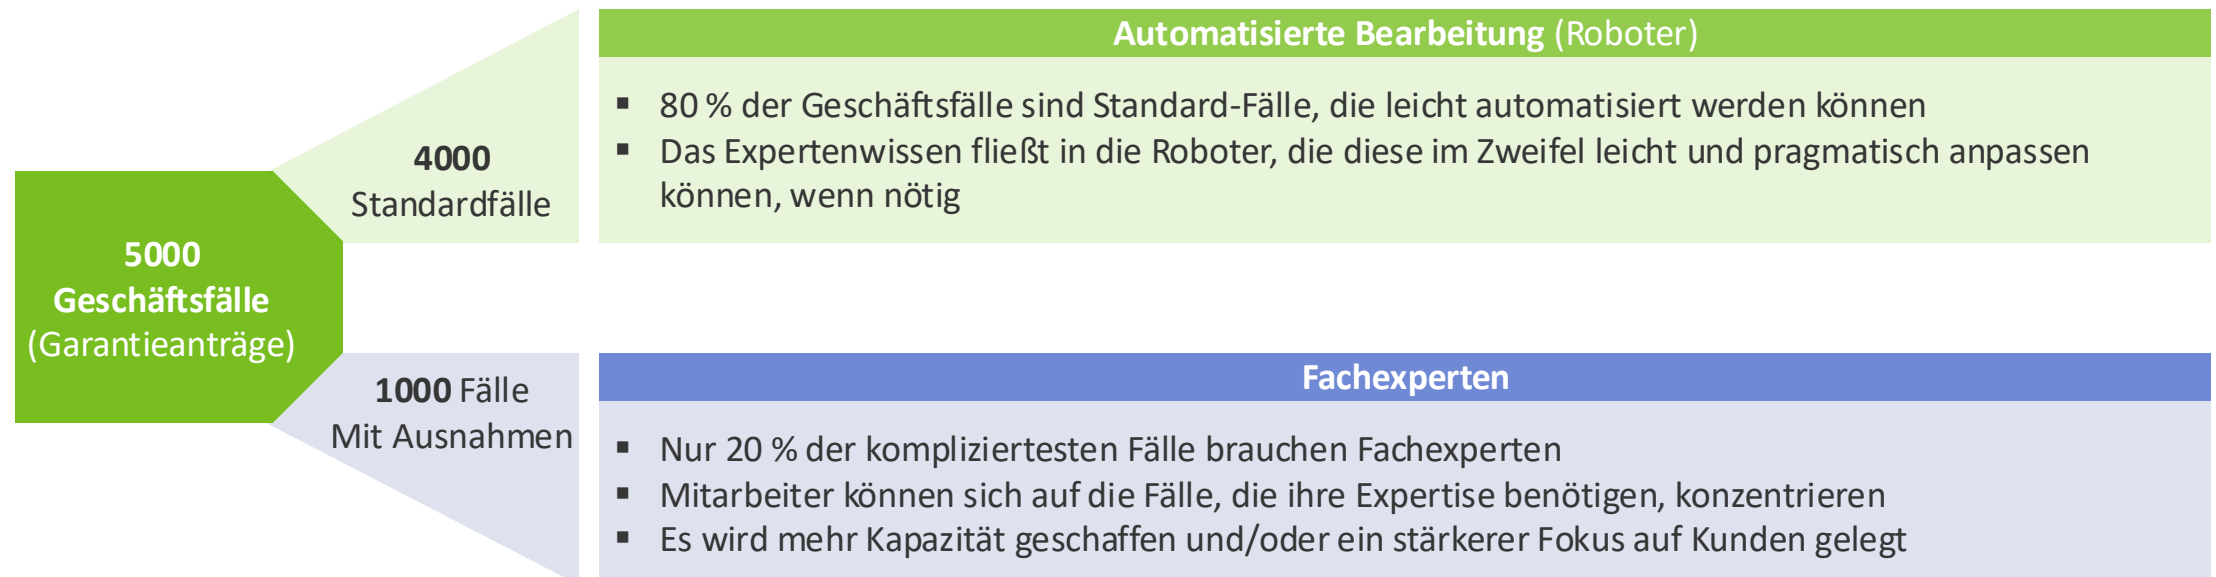 5000
Geschäftsfälle
(Garantieanträge)
4000
Standardfälle
Automatisierte Bearbeitung (Roboter)
▪ 80 % der Geschäftsfälle sind Standard-Fälle, die leicht automatisiert werden können
▪ Das Expertenwissen fließt in die Roboter, die diese im Zweifel leicht und pragmatisch anpassen
können, wenn nötig
1000 Fälle
Mit Ausnahmen
Fachexperten
▪ Nur 20 % der kompliziertesten Fälle brauchen Fachexperten
▪ Mitarbeiter können sich auf die Fälle, die ihre Expertise benötigen, konzentrieren
▪ Es wird mehr Kapazität geschaffen und/oder ein stärkerer Fokus auf Kunden gelegt